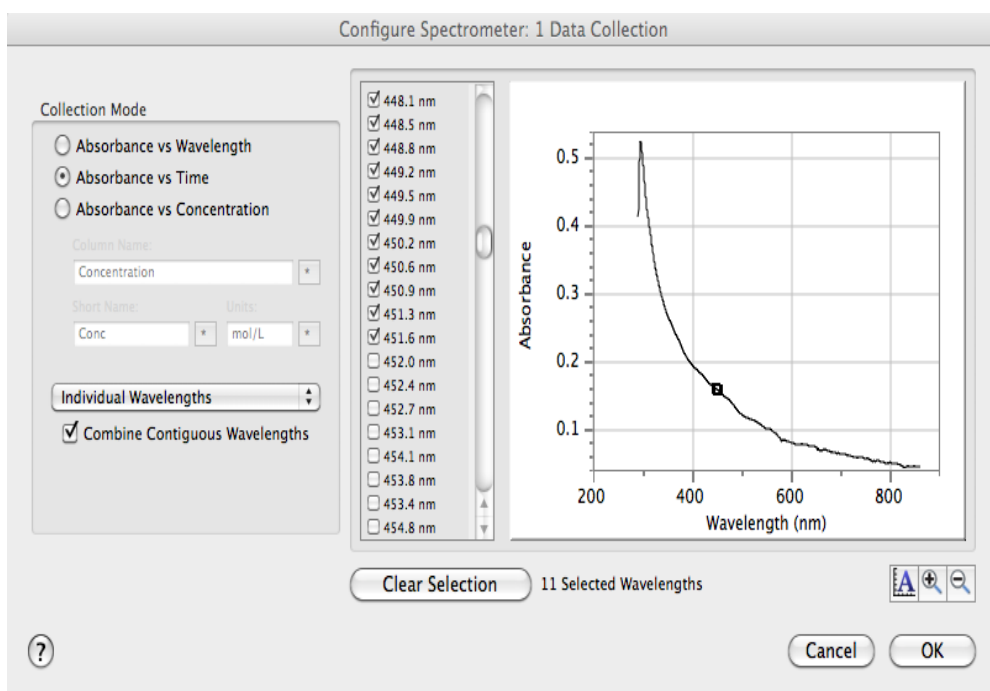 Configure Spectrometer: 1 Data Collection
Collection Mode
Absorbance vs Wavelength
Absorbance vs Time
Absorbance vs Concentration
Column Name:
Concentration
*
Short Name:
Units:
Conc
*
mol/L
*
Individual Wavelengths
Combine Contiguous Wavelengths
448.1 nm
448.5 nm
448.8 nm
449.2 nm
449.5 nm
449.9 nm
450.2 nm
450.6 nm
450.9 nm
451.3 nm
451.6 nm
452.0 nm
452.4 nm
452.7 nm
453.1 nm
454.1 nm
453.8 nm
453.4 nm
454.8 nm
Absorbance
0.5
0.4
0.3
0.2
0.1
200
400
600
800
Wavelength (nm)
Clear Selection
11 Selected Wavelengths
A
?
Cancel
OK